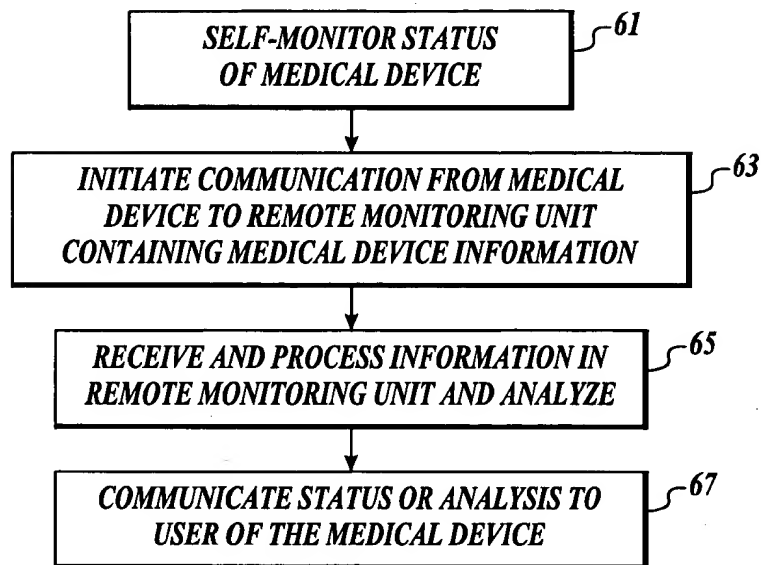 SELF-MONITOR STATUS
OF MEDICAL DEVICE
61
INITIATE COMMUNICATION FROM MEDICAL
DEVICE TO REMOTE MONITORING UNIT
CONTAINING MEDICAL DEVICE INFORMATION
63
RECEIVE AND PROCESS INFORMATION IN
REMOTE MONITORING UNIT AND ANALYZE
65
COMMUNICATE STATUS OR ANALYSIS TO
USER OF THE MEDICAL DEVICE
67